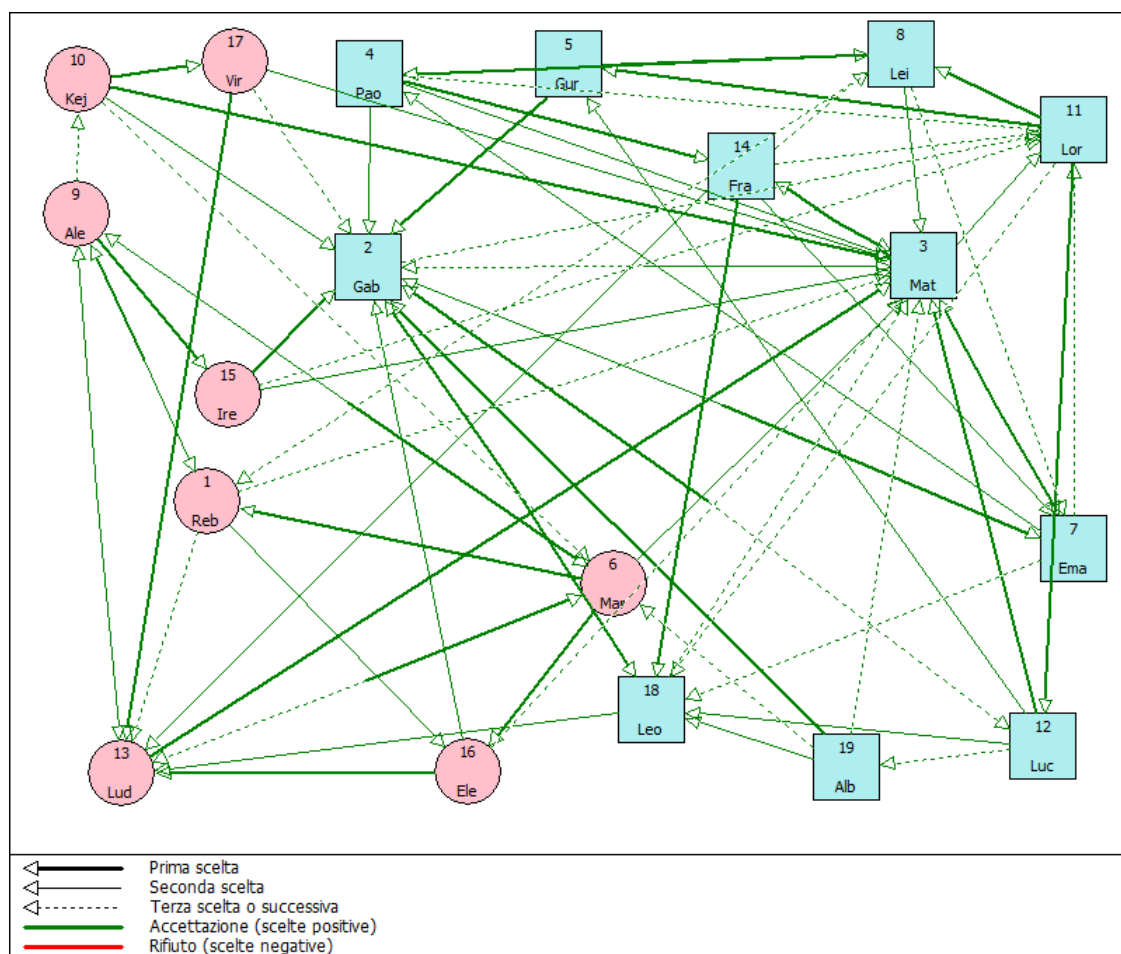 10
Kej
17
Vir
4
Pao
5
Gur
8
Lei
11
Lor
14
Fra
9
Ale
2
Gab
3
Mat
15
Ire
1
Reb
6
Mar
7
Ema
18
Leo
13
Lud
16
Ele
19
Alb
12
Luc
Prima scelta
Seconda scelta
Terza scelta o successiva
Accettazione (scelte positive)
Rifiuto (scelte negative)